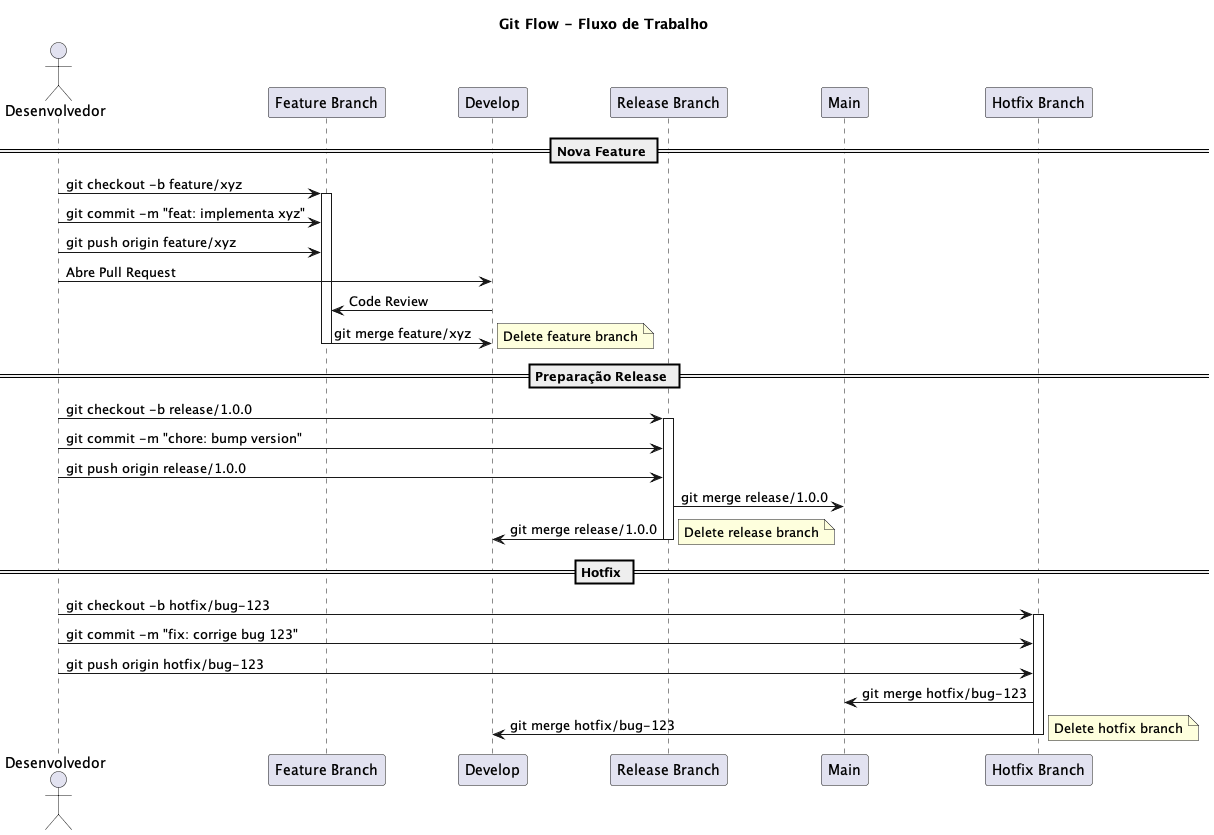 Git Flow - Fluxo de Trabalho
Desenvolvedor
Feature Branch
Develop
Release Branch
Main
Hotfix Branch
Nova Feature
git checkout -b feature/xyz
git commit -m "feat: implementa xyz"
git push origin feature/xyz
Abre Pull Request
Code Review
git merge feature/xyz
Delete feature branch
Preparação Release
git checkout -b release/1.0.0
git commit -m "chore: bump version"
git push origin release/1.0.0
git merge release/1.0.0
git merge release/1.0.0
Delete release branch
Hotfix
git checkout -b hotfix/bug-123
git commit -m "fix: corrige bug 123"
git push origin hotfix/bug-123
git merge hotfix/bug-123
git merge hotfix/bug-123
Delete hotfix branch
Desenvolvedor
Feature Branch
Develop
Release Branch
Main
Hotfix Branch